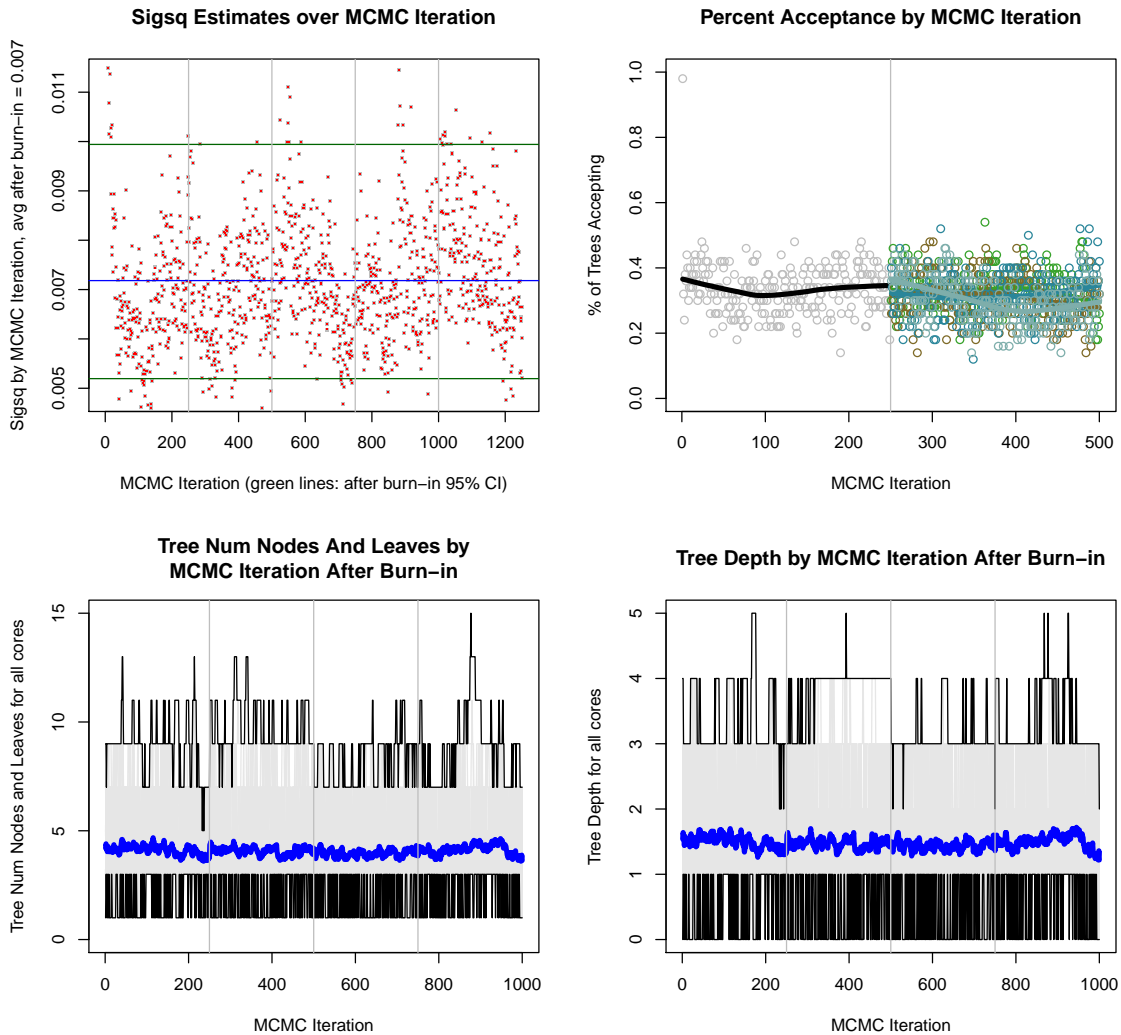 Sigsq Estimates over MCMC Iteration
Sigsq by MCMC Iteration, avg after burn−in = 0.007
0.011
0.009
0.007
0.005
0 200 400 600 800 1000 1200
MCMC Iteration (green lines: after burn−in 95% CI)
Percent Acceptance by MCMC Iteration
% of Trees Accepting
1.0
0.8
0.6
0.4
0.2
0.0
0 100 200 300 400 500
MCMC Iteration
Tree Num Nodes And Leaves by
MCMC Iteration After Burn−in
Tree Num Nodes and Leaves for all cores
15
10
5
0
0 200 400 600 800 1000
MCMC Iteration
Tree Depth by MCMC Iteration After Burn−in
Tree Depth for all cores
5
4
3
2
1
0
0 200 400 600 800 1000
MCMC Iteration